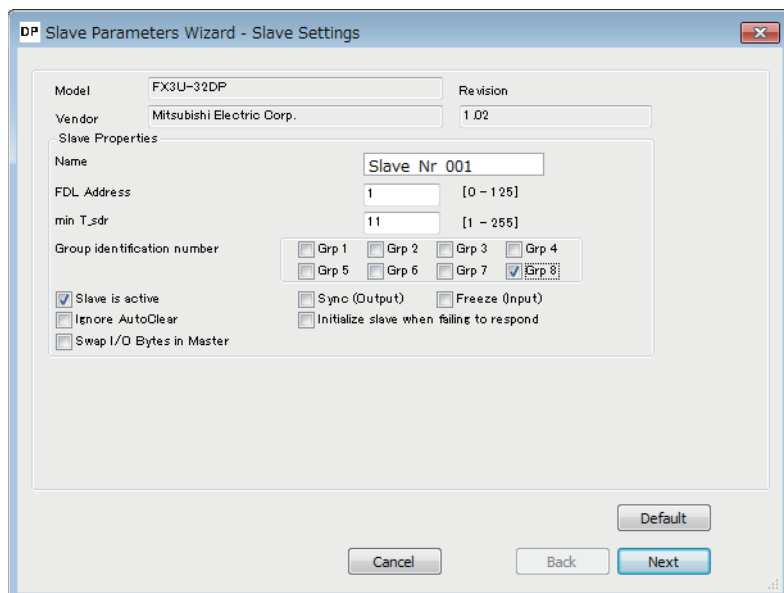 DP Slave Parameters Wizard - Slave Settings
Model FX3U-32DP Revision
Vendor Mitsubishi Electric Corp. 1.02
Slave Properties
Name Slave_Nr_001
FDL Address 1 [0 - 125]
min T_sdr 11 [1 - 255]
Group identification number Grp 1 Grp 2 Grp 3 Grp 4
Grp 5 Grp 6 Grp 7 Grp 8
Slave is active Sync (Output) Freeze (Input)
Ignore AutoClear Initialize slave when failing to respond
Swap I/O Bytes in Master
Default
Cancel Back Next